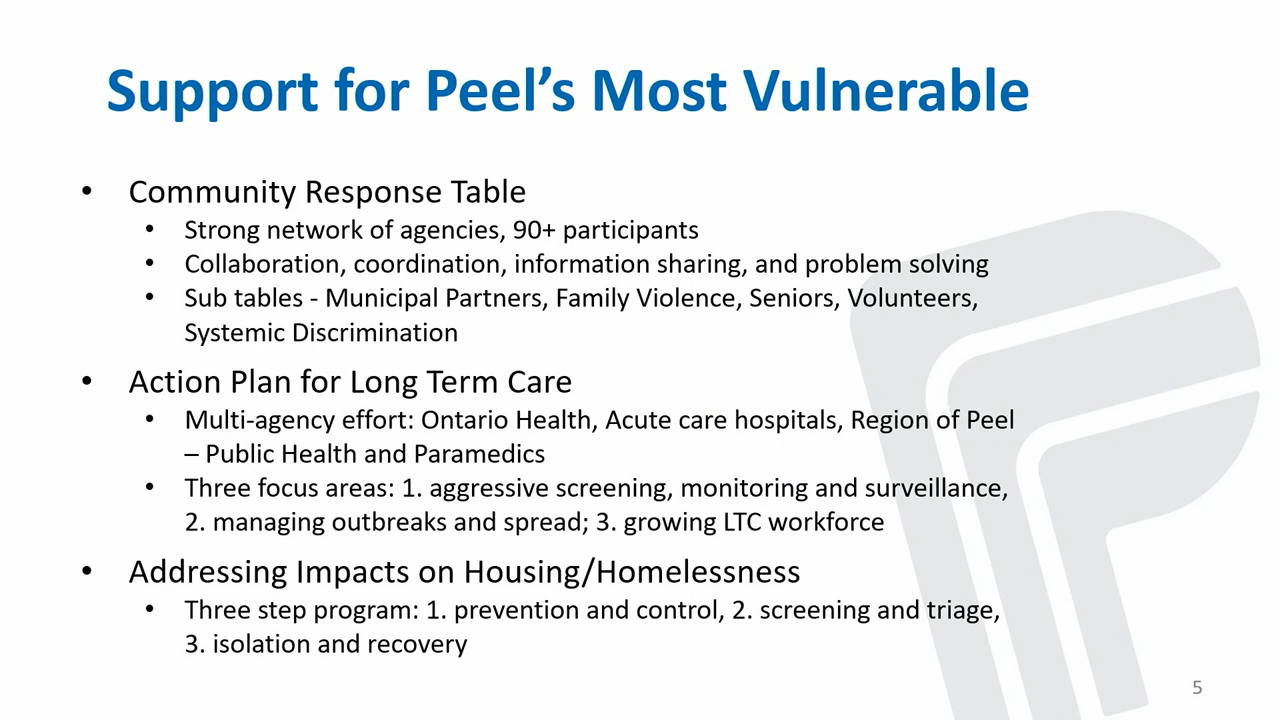 Support for Peel’s Most Vulnerable
• Community Response Table
• Strong network of agencies, 90+ participants
• Collaboration, coordination, information sharing, and problem solving
• Sub tables - Municipal Partners, Family Violence, Seniors, Volunteers,
Systemic Discrimination
• Action Plan for Long Term Care
• Multi-agency effort: Ontario Health, Acute care hospitals, Region of Peel
– Public Health and Paramedics
• Three focus areas: 1. aggressive screening, monitoring and surveillance,
2. managing outbreaks and spread; 3. growing LTC workforce
• Addressing Impacts on Housing/Homelessness
• Three step program: 1. prevention and control, 2. screening and triage,
3. isolation and recovery
5